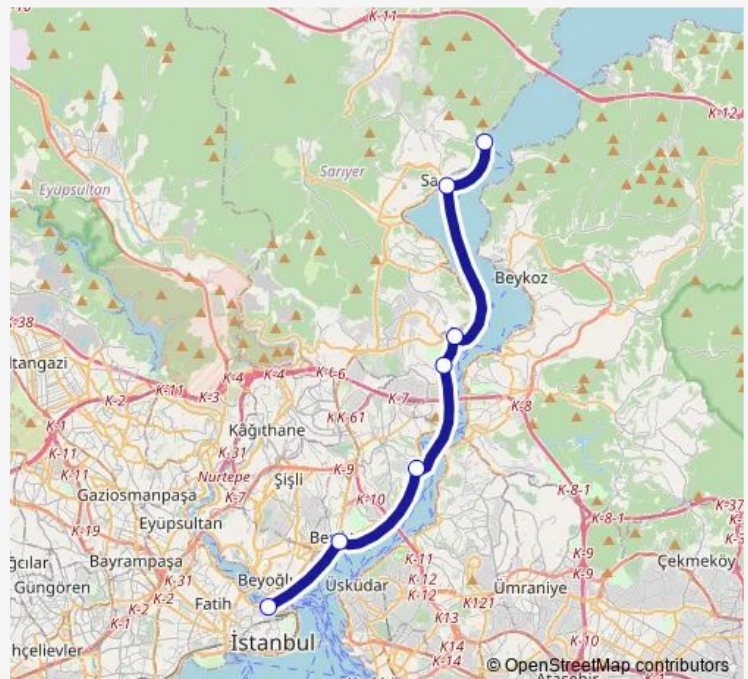 K-11
K-12
Sarıyer
Eyüpsultan
Beykoz
K-38
ltangazi
K-4
K-4
K-6
K-7
K-8
K-11
K-2
K-3
K-1
K-61
Kâğıthane
K-11
K-31
K-9
Nurtepe
Şişli
K-11
K-7
K-10
K-8-1
K-37
Gaziosmanpaşa
K-19
Eyüpsultan
K-8-1
Be
K-11
K-9
ğcılar
Bayrampaşa
Çekmeköy
K-31
Beyoğlu
Üsküdar
K-12
K-9
Güngören
K-2
Fatih
K-12
K121
Ümraniye
K-2
K-1
K13
hçelievler
İstanbul
K14
K-10
K-14
© OpenStreetMap contributors